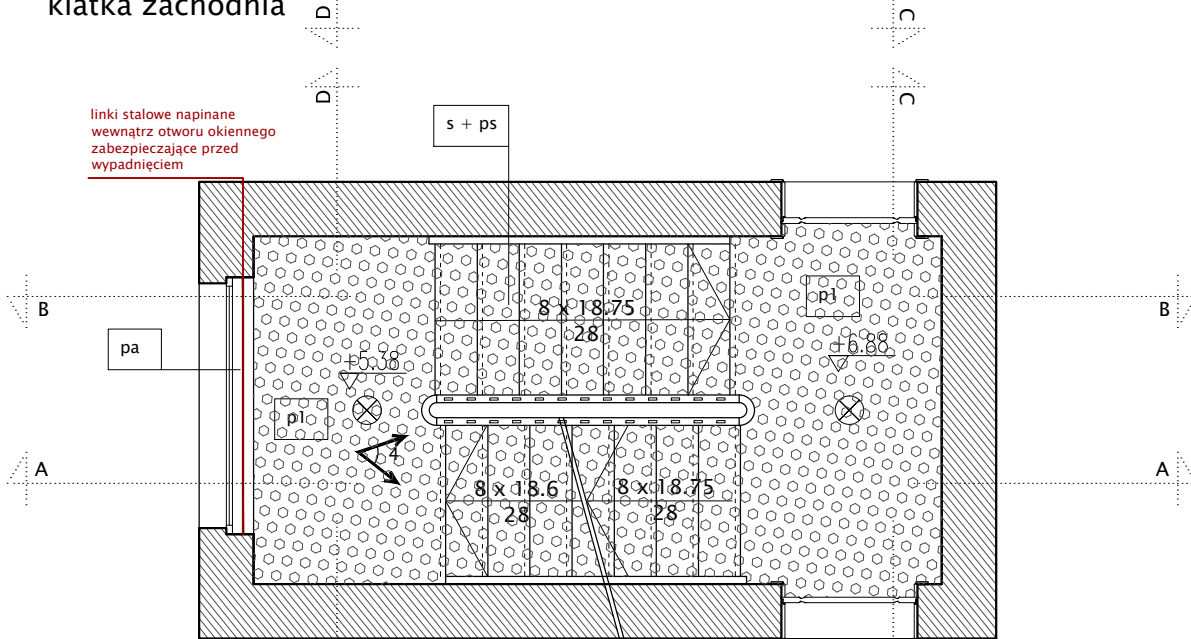 klatka zachodnia
D
C
D
C
linki stalowe napinane
wewnątrz otworu okiennego
zabezpieczające przed
wypadnięciem
s + ps
p1
B
8 x 18.75
28
B
pa
+5.38
+6.88
p1
4
A
8 x 18.6
28
8 x 18.75
28
A